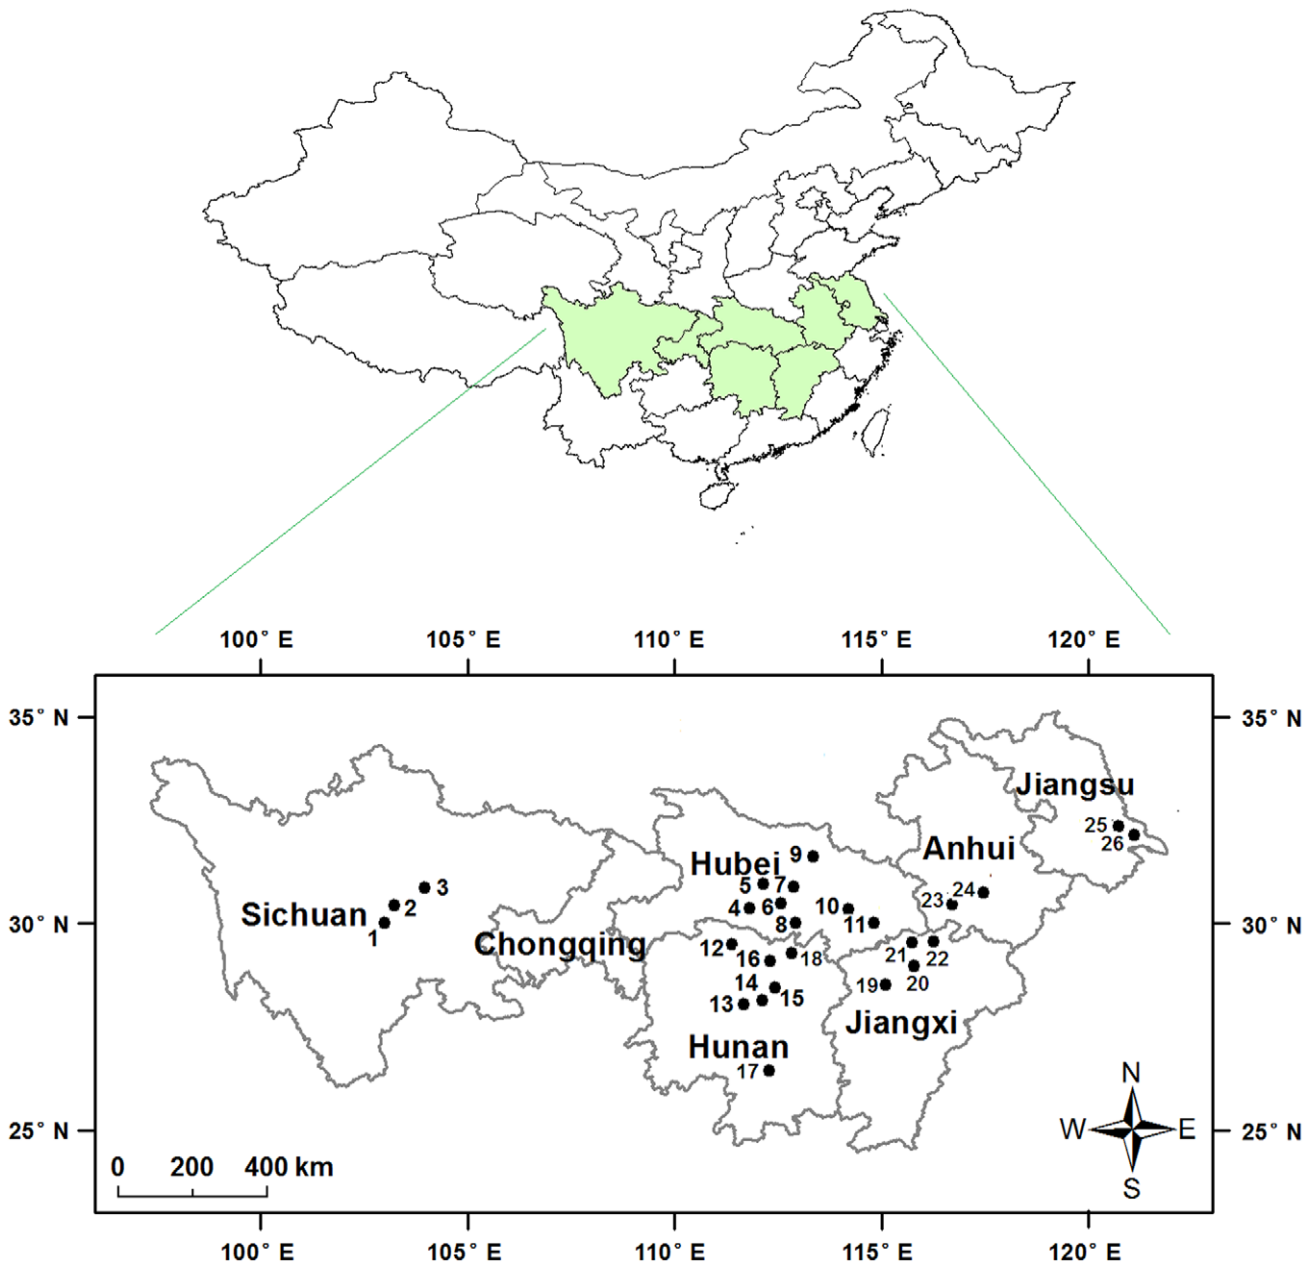 100° E 105° E 110° E 115° E 120° E
35° N 35° N
Jiangsu
25
26
Anhui
9
Hubei
5 7
24
3
23
4 6 10
2
Sichuan
30° N 1 8 11 30° N
Chongqing
12
16 18 21 22
14 19 20
13 15
Jiangxi
Hunan
17
N
W E
S
25° N 25° N
0 200 400 km
100° E 105° E 110° E 115° E 120° E